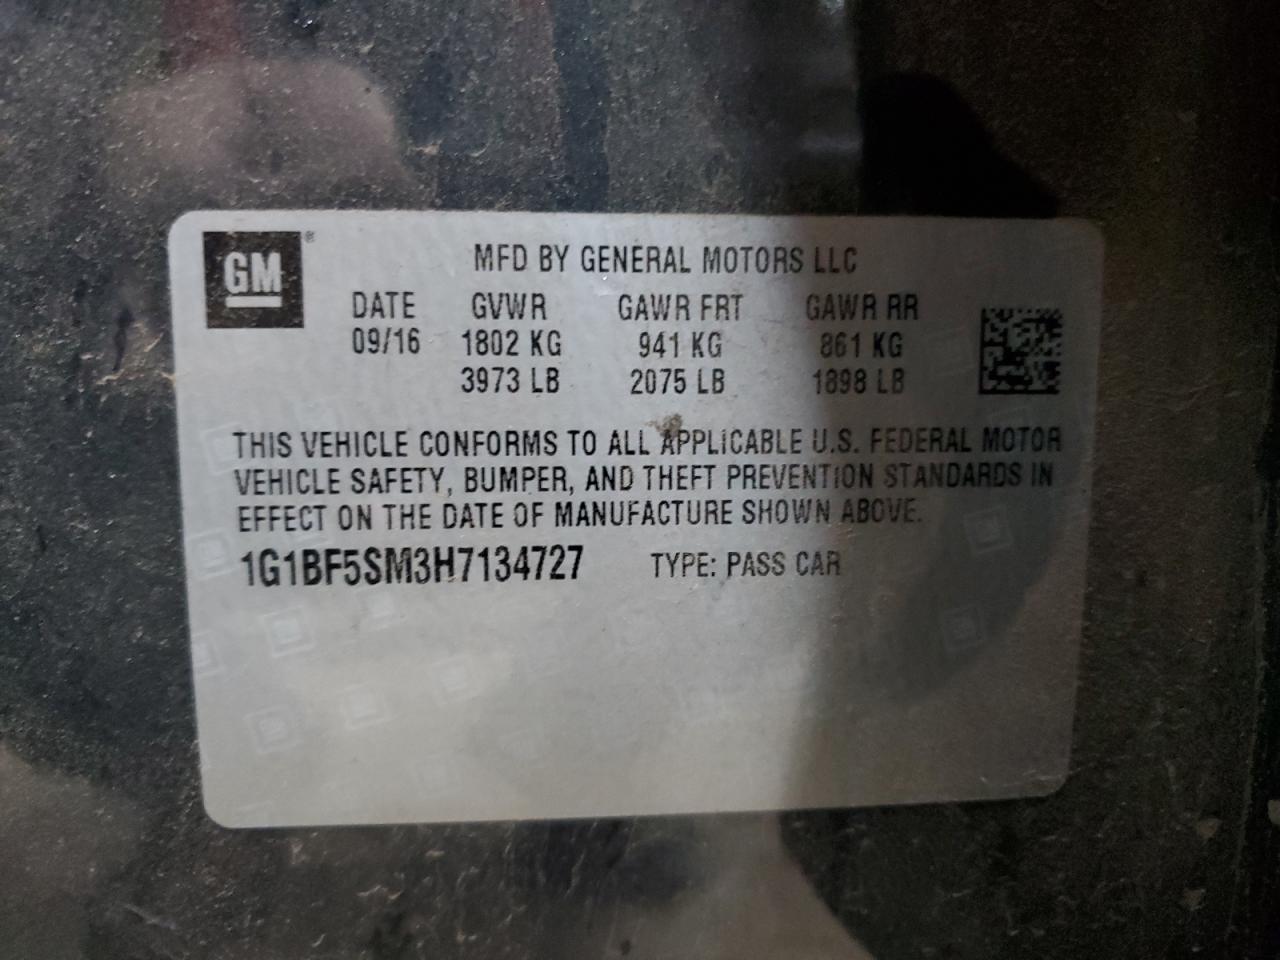 GM®
MFD BY GENERAL MOTORS LLC
DATE GVWR GAWR FRT GAWR RR
09/16 1802 KG 941 KG 861 KG
3973 LB 2075 LB 1898 LB
THIS VEHICLE CONFORMS TO ALL APPLICABLE U.S. FEDERAL MOTOR
VEHICLE SAFETY, BUMPER, AND THEFT PREVENTION STANDARDS IN
EFFECT ON THE DATE OF MANUFACTURE SHOWN ABOVE.
1G1BF5SM3H7134727 TYPE: PASS CAR